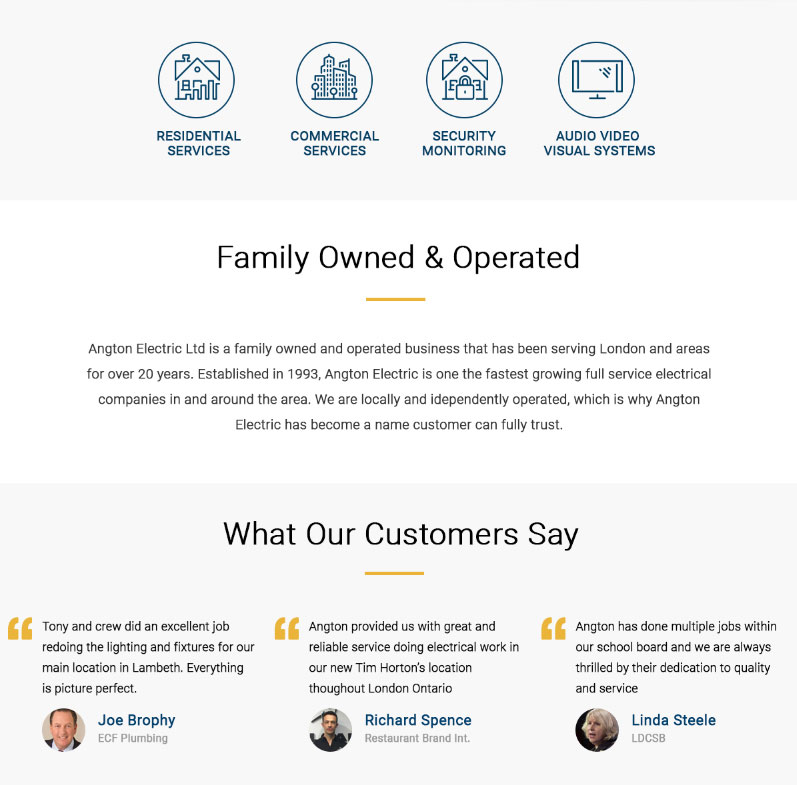 RESIDENTIAL
SERVICES
COMMERCIAL
SERVICES
SECURITY
MONITORING
AUDIO VIDEO
VISUAL SYSTEMS
Family Owned & Operated
Angton Electric Ltd is a family owned and operated business that has been serving London and areas
for over 20 years. Established in 1993, Angton Electric is one the fastest growing full service electrical
companies in and around the area. We are locally and idependently operated, which is why Angton
Electric has become a name customer can fully trust.
What Our Customers Say
Tony and crew did an excellent job
redoing the lighting and fixtures for our
main location in Lambeth. Everything
is picture perfect.
Joe Brophy
ECF Plumbing
Angton provided us with great and
reliable service doing electrical work in
our new Tim Horton's location
thoughout London Ontario
Richard Spence
Restaurant Brand Int.
Angton has done multiple jobs within
our school board and we are always
thrilled by their dedication to quality
and service
Linda Steele
LDCSB